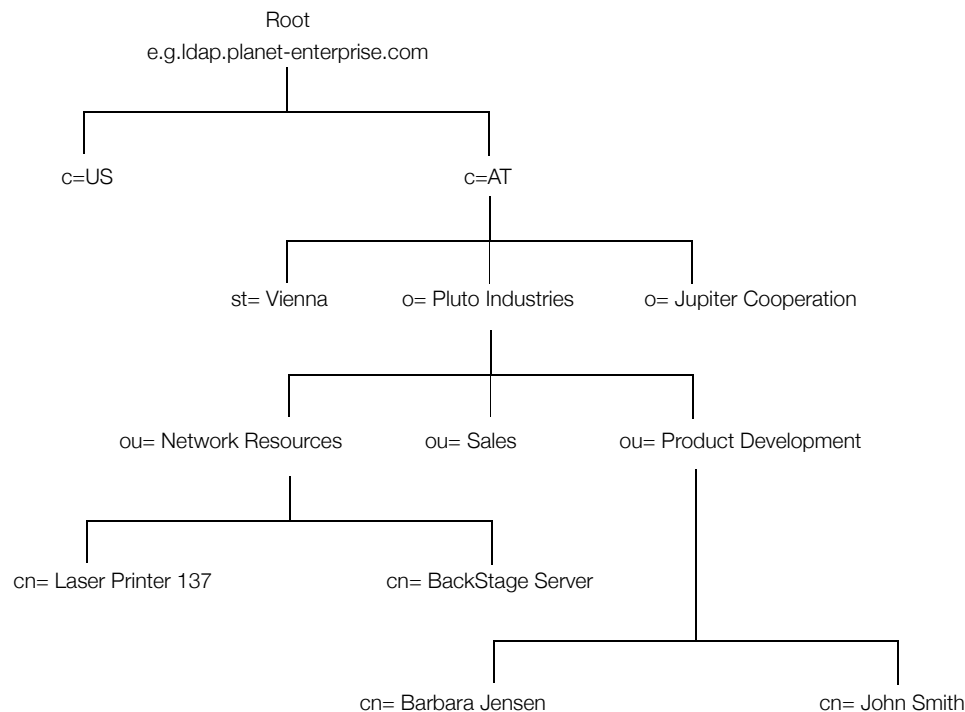 Root
e.g.ldap.planet-enterprise.com
c=US
c=AT
st= Vienna
o= Pluto Industries
o= Jupiter Cooperation
ou= Network Resources
ou= Sales
ou= Product Development
cn= Laser Printer 137
cn= BackStage Server
cn= Barbara Jensen
cn= John Smith